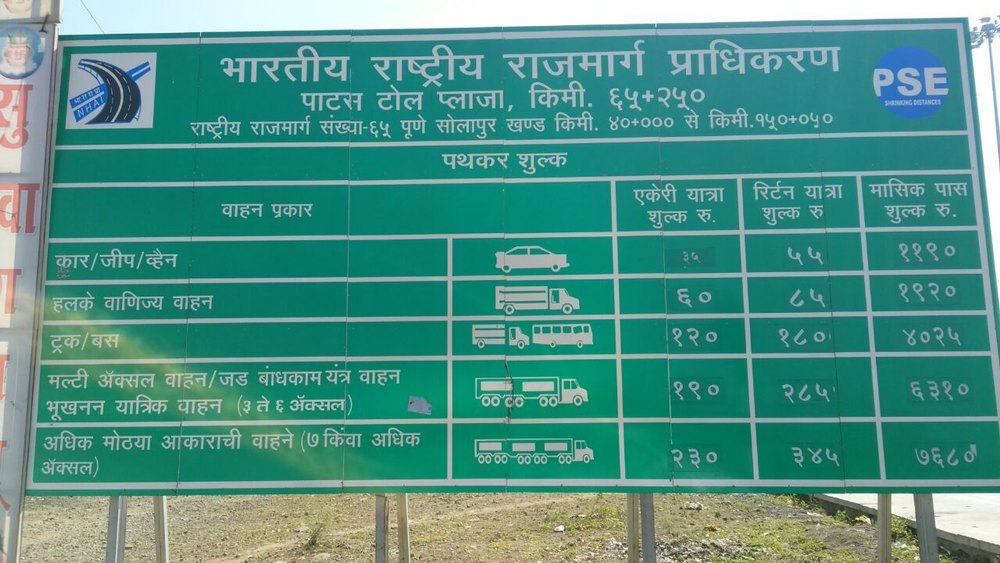 भारतीय राष्ट्रीय राजमार्ग प्राधिकरण
पाटस टोल प्लाजा, किमी. ६५+२५०
राष्ट्रीय राजमार्ग संख्या-६५ पूणे सोलापुर खण्ड किमी. ४०+००० से किमी.१५०+०५०
NHAI
PSE
SHRINKING DISTANCES
पथकर शुल्क
वाहन प्रकार
एकेरी यात्रा
शुल्क रु.
रिर्टन यात्रा
शुल्क रु
मासिक पास
शुल्क रु.
कार/जीप/व्हैन ३५ ५५ ११९०
हलके वाणिज्य वाहन ६० ८५ १९२०
ट्रक/बस १२० १८० ४०२५
मल्टी ॲक्सल वाहन/जड बाधकाम यंत्र वाहन
भूखनन यात्रिक वाहन (३ ते ६ ॲक्सल) १९० २८५ ६३१०
अधिक मोठया आकाराची वाहने (७ किवा अधिक
ॲक्सल) २३० ३४५ ७६८०